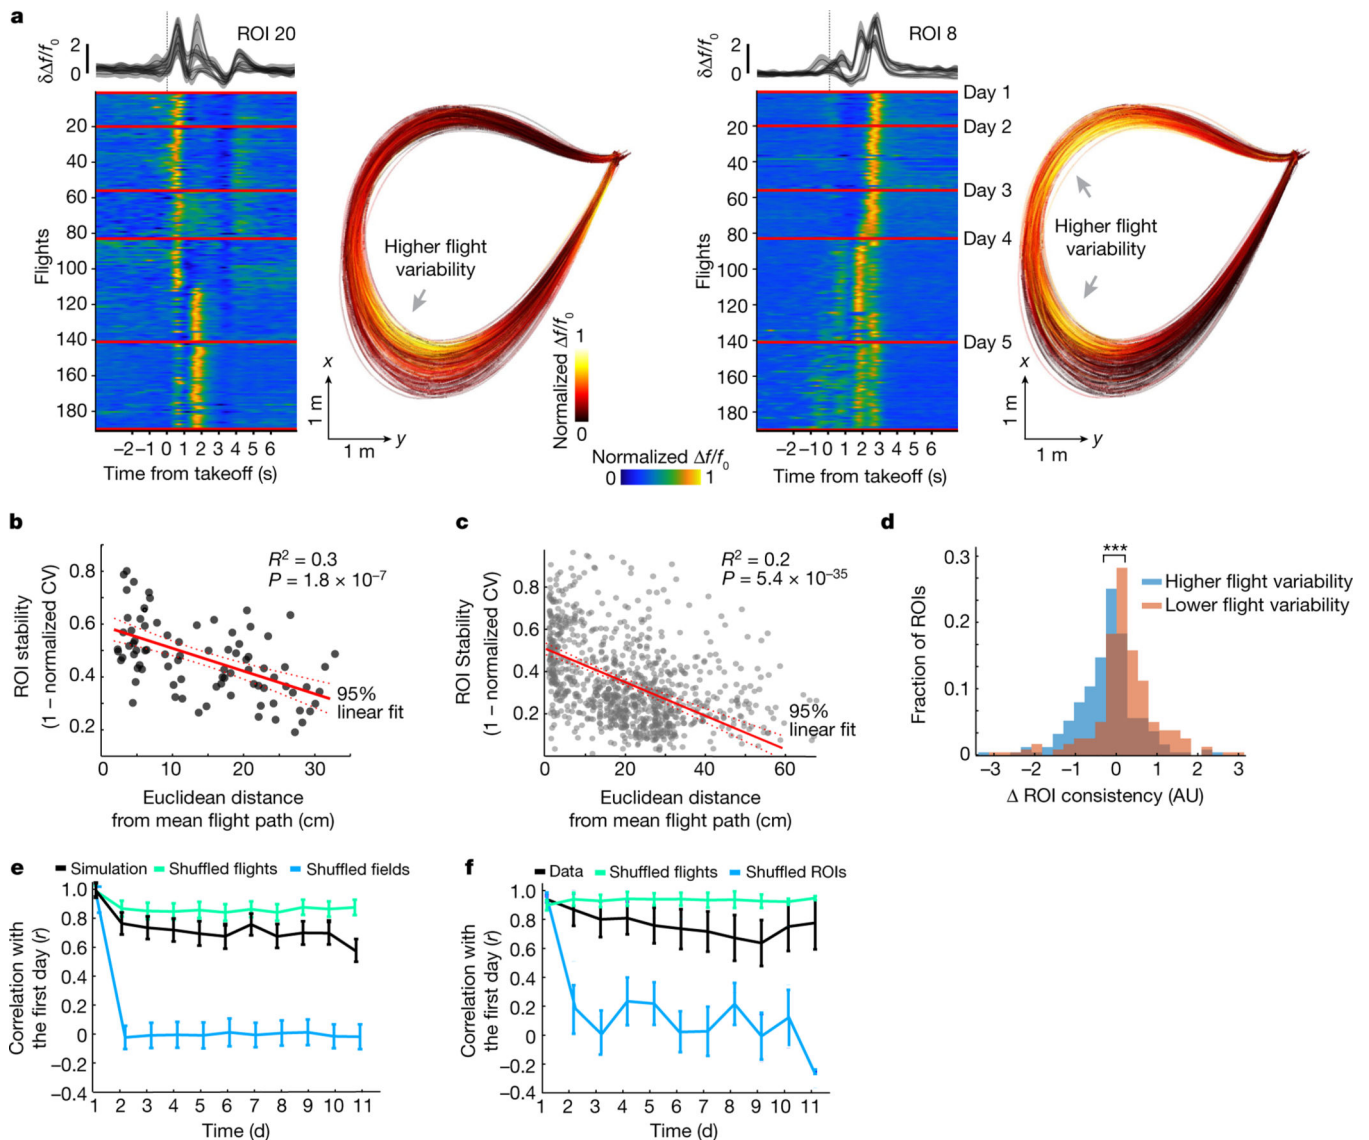 a
ROI 20
δΔf/f0
2
0
20
40
60
80
100
120
140
160
180
Flights
−2 −1 0 1 2 3 4 5 6
Time from takeoff (s)
Higher flight
variability
x
1 m
y
1 m
Normalized Δf/f0
1
0
Normalized Δf/f0
0 1
ROI 8
δΔf/f0
2
0
20
40
60
80
100
120
140
160
180
Flights
Day 1
Day 2
Day 3
Day 4
Day 5
−2 −1 0 1 2 3 4 5 6
Time from takeoff (s)
Higher flight
variability
x
1 m
y
1 m
b
ROI stability
(1 − normalized CV)
0.8
0.6
0.4
0.2
R2 = 0.3
P = 1.8 × 10−7
95%
linear fit
0 10 20 30
Euclidean distance
from mean flight path (cm)
c
ROI Stability
(1 − normalized CV)
0.8
0.6
0.4
0.2
R2 = 0.2
P = 5.4 × 10−35
95%
linear fit
0 20 40 60
Euclidean distance
from mean flight path (cm)
d
Fraction of ROIs
0.3
0.2
0.1
0
***
Higher flight variability
Lower flight variability
−3 −2 −1 0 1 2 3
Δ ROI consistency (AU)
e
Simulation Shuffled flights Shuffled fields
Correlation with
the first day (r)
1.0
0.8
0.6
0.4
0.2
0
−0.2
−0.4
1 2 3 4 5 6 7 8 9 10 11
Time (d)
f
Data Shuffled flights Shuffled ROIs
Correlation with
the first day (r)
1.0
0.8
0.6
0.4
0.2
0
−0.2
−0.4
1 2 3 4 5 6 7 8 9 10 11
Time (d)